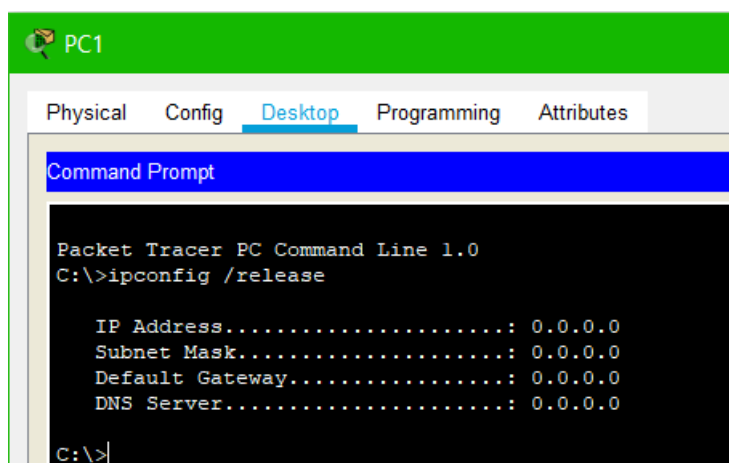 PC1
Physical Config Desktop Programming Attributes
Command Prompt
Packet Tracer PC Command Line 1.0
C:\>ipconfig /release
IP Address......................: 0.0.0.0
Subnet Mask.....................: 0.0.0.0
Default Gateway.................: 0.0.0.0
DNS Server......................: 0.0.0.0
C:\>